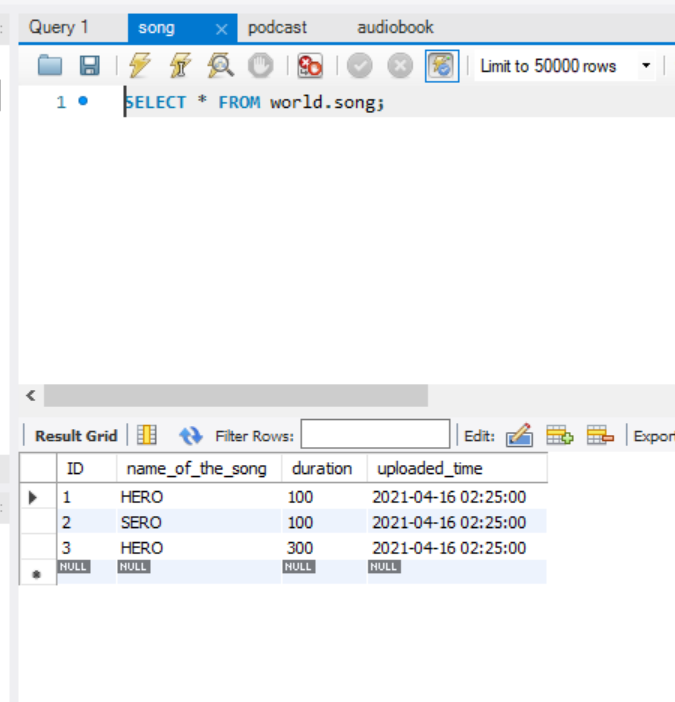 Query 1 song podcast audiobook
Limit to 50000 rows
1 SELECT * FROM world.song;
Result Grid Filter Rows: Edit: Export
ID name_of_the_song duration uploaded_time
1 HERO 100 2021-04-16 02:25:00
2 SERO 100 2021-04-16 02:25:00
3 HERO 300 2021-04-16 02:25:00
NULL NULL NULL NULL